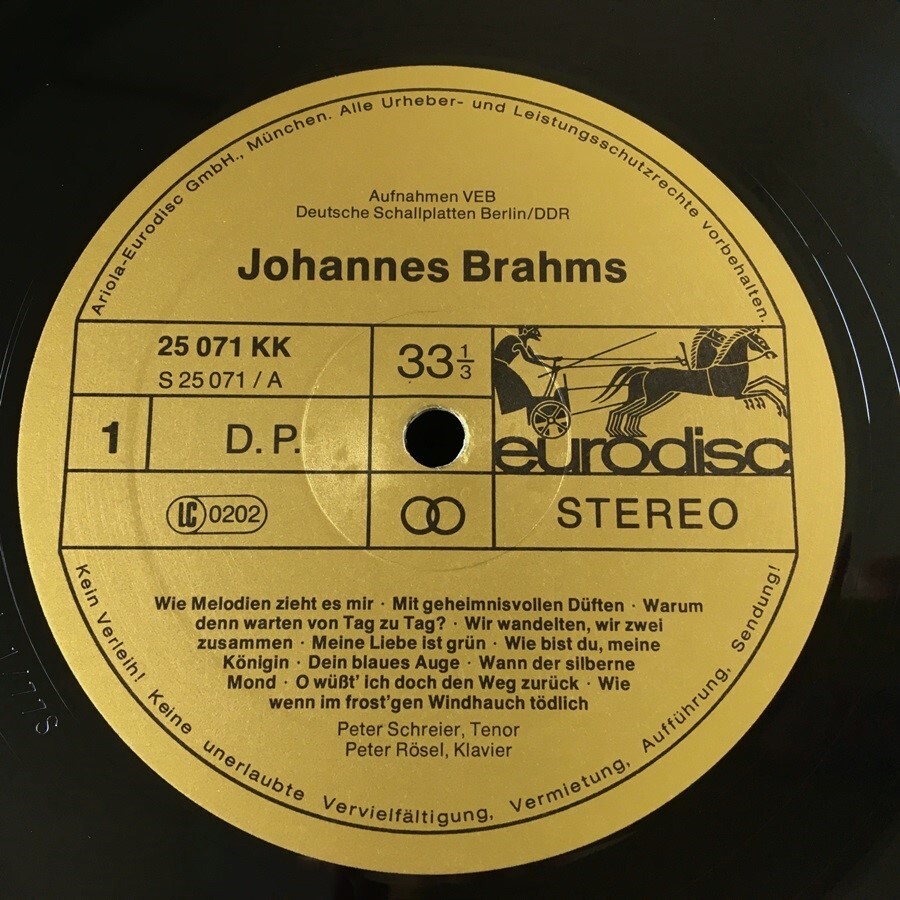 Ariola-Eurodisc GmbH., München. Alle Urheber- und Leistungsschutzrechte vorbehalten.
Aufnahmen VEB
Deutsche Schallplatten Berlin/DDR
Johannes Brahms
25 071 KK
S 25 071 / A
33 1/3
1
D. P.
eurodisc
LC 0202
STEREO
Wie Melodien zieht es mir · Mit geheimnisvollen Düften · Warum
denn warten von Tag zu Tag? · Wir wandelten, wir zwei
zusammen · Meine Liebe ist grün · Wie bist du, meine
Königin · Dein blaues Auge · Wann der silberne
Mond · O wüßt' ich doch den Weg zurück · Wie
wenn im frost'gen Windhauch tödlich
Peter Schreier, Tenor
Peter Rösel, Klavier
Kein Verleih! Keine unerlaubte Vervielfältigung, Vermietung, Aufführung, Sendung!